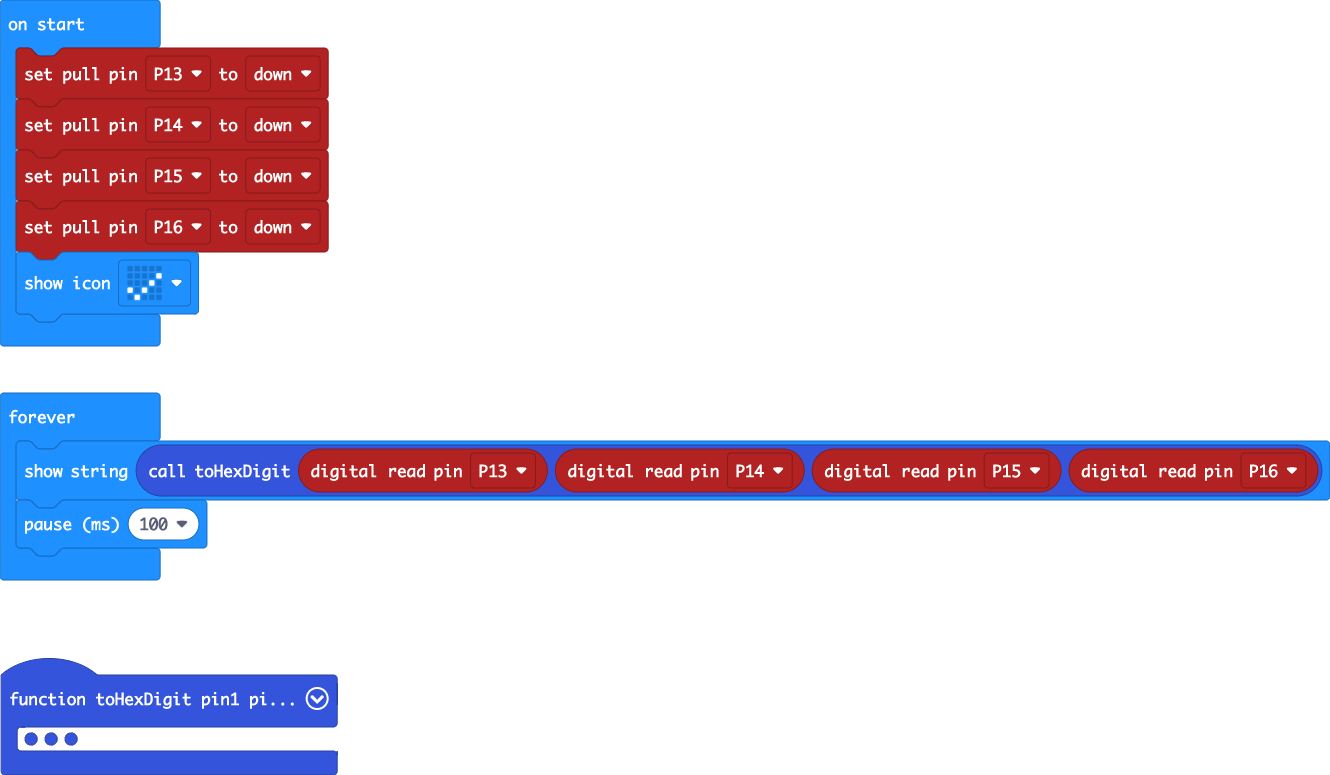 on start
set pull pin P13 to down
set pull pin P14 to down
set pull pin P15 to down
set pull pin P16 to down
show icon
forever
show string call toHexDigit digital read pin P13 digital read pin P14 digital read pin P15 digital read pin P16
pause (ms) 100
function toHexDigit pin1 pi...